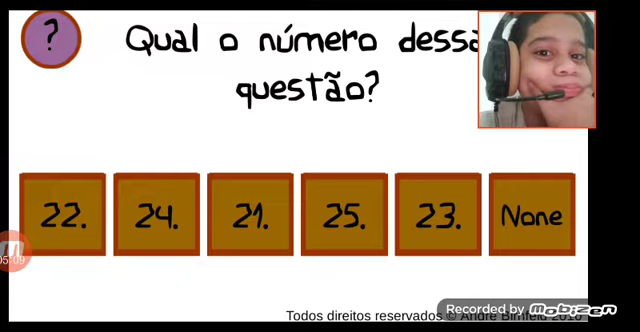 ?
Qual o número dessa
questão?
22.
24.
21.
25.
23.
None
05:09
Todos direitos reservados ©
Recorded by Mobizen